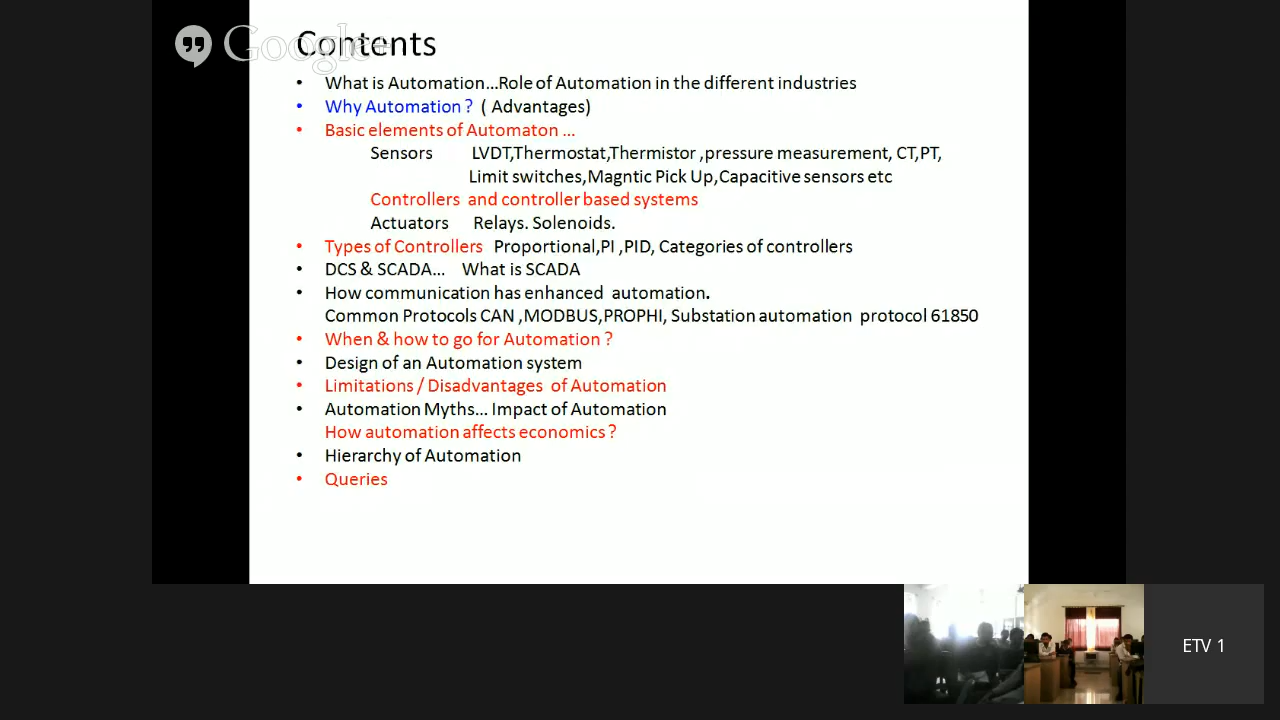 Google+
Contents
• What is Automation...Role of Automation in the different industries
• Why Automation ? ( Advantages)
• Basic elements of Automaton ...
Sensors LVDT,Thermostat,Thermistor ,pressure measurement, CT,PT,
Limit switches,Magntic Pick Up,Capacitive sensors etc
Controllers and controller based systems
Actuators Relays. Solenoids.
• Types of Controllers Proportional,PI ,PID, Categories of controllers
• DCS & SCADA... What is SCADA
• How communication has enhanced automation.
Common Protocols CAN ,MODBUS,PROPHI, Substation automation protocol 61850
• When & how to go for Automation ?
• Design of an Automation system
• Limitations / Disadvantages of Automation
• Automation Myths... Impact of Automation
How automation affects economics ?
• Hierarchy of Automation
• Queries
ETV 1